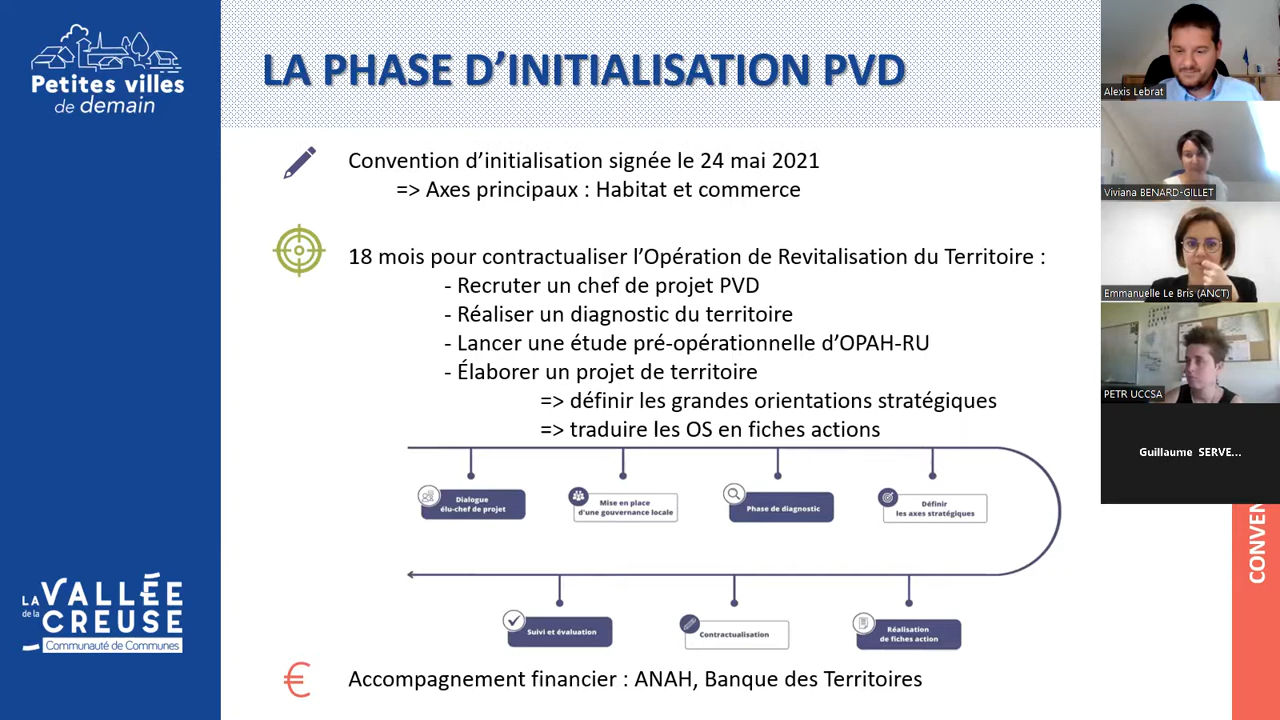 Petites villes
de demain
LA PHASE D’INITIALISATION PVD
Convention d’initialisation signée le 24 mai 2021
=> Axes principaux : Habitat et commerce
18 mois pour contractualiser l’Opération de Revitalisation du Territoire :
- Recruter un chef de projet PVD
- Réaliser un diagnostic du territoire
- Lancer une étude pré-opérationnelle d’OPAH-RU
- Élaborer un projet de territoire
=> définir les grandes orientations stratégiques
=> traduire les OS en fiches actions
Dialogue
élu-chef de projet
Mise en place
d'une gouvernance locale
Phase de diagnostic
Définir
les axes stratégiques
Suivi et évaluation
Contractualisation
Réalisation
de fiches action
€ Accompagnement financier : ANAH, Banque des Territoires
LA VALLÉE
de la CREUSE
Communauté de Communes
Alexis Lebrat
Viviana BENARD-GILLET
Emmanuelle Le Bris (ANCT)
PETR UCCSA
Guillaume SERVE...
CONVEN